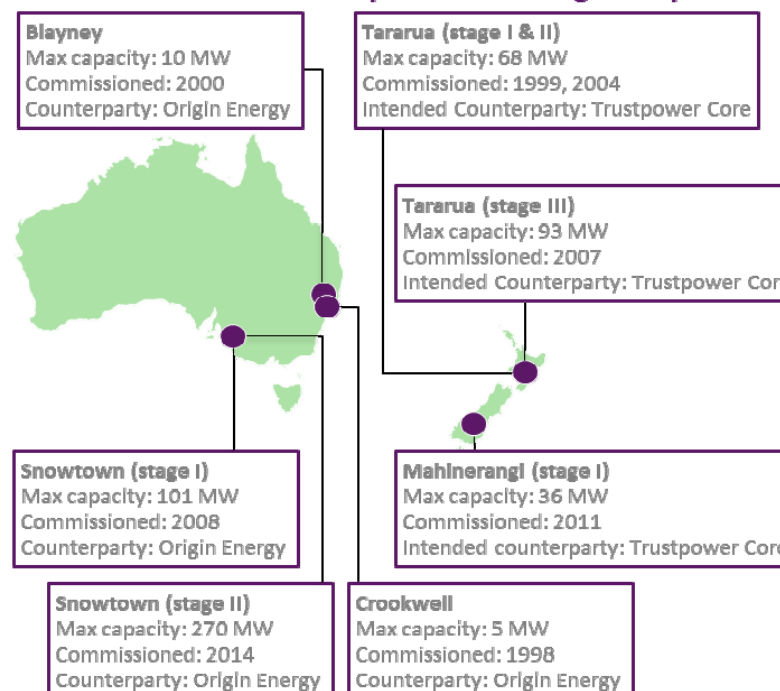 Blayney
Max capacity: 10 MW
Commissioned: 2000
Counterparty: Origin Energy
Tararua (stage I & II)
Max capacity: 68 MW
Commissioned: 1999, 2004
Intended Counterparty: Trustpower Core
Tararua (stage III)
Max capacity: 93 MW
Commissioned: 2007
Intended Counterparty: Trustpower Cor
Snowtown (stage I)
Max capacity: 101 MW
Commissioned: 2008
Counterparty: Origin Energy
Mahinerangi (stage I)
Max capacity: 36 MW
Commissioned: 2011
Intended counterparty: Trustpower Core
Snowtown (stage II)
Max capacity: 270 MW
Commissioned: 2014
Counterparty: Origin Energy
Crookwell
Max capacity: 5 MW
Commissioned: 1998
Counterparty: Origin Energy